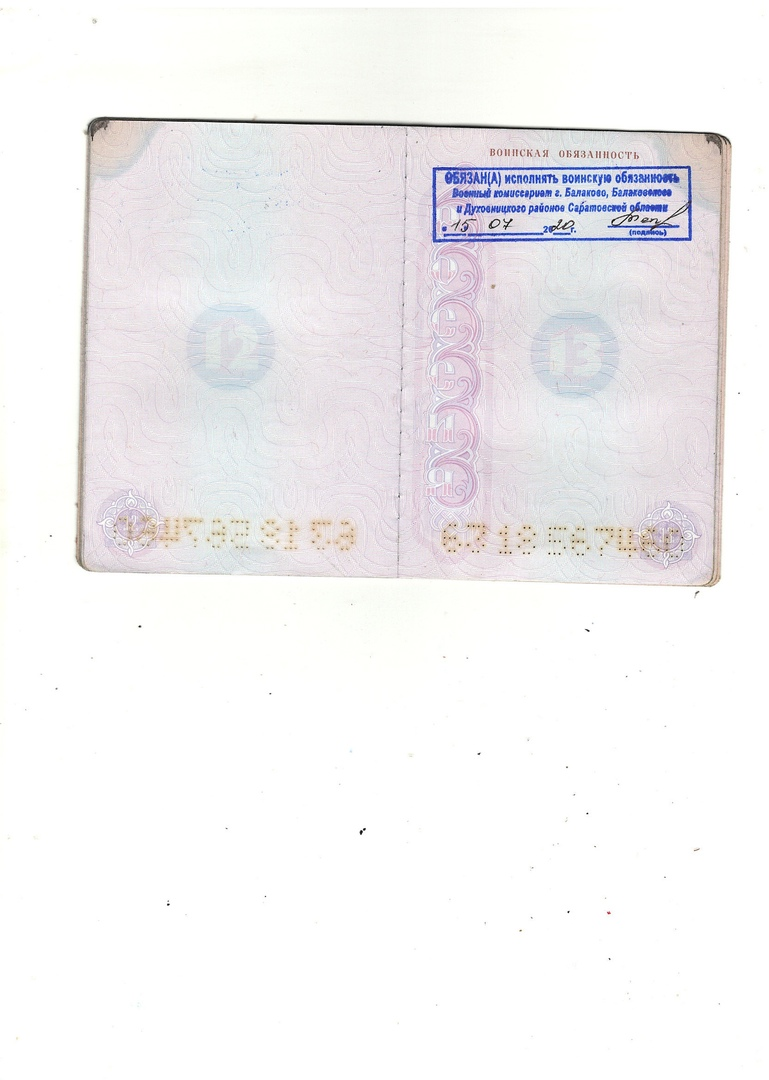 ВОИНСКАЯ ОБЯЗАННОСТЬ
ОБЯЗАН(А) исполнять воинскую обязанность
Военный комиссариат г. Балаково, Балаковского
и Духовницкого районов Саратовской области
« 15 07 2020 г.
(подпись)
12
13